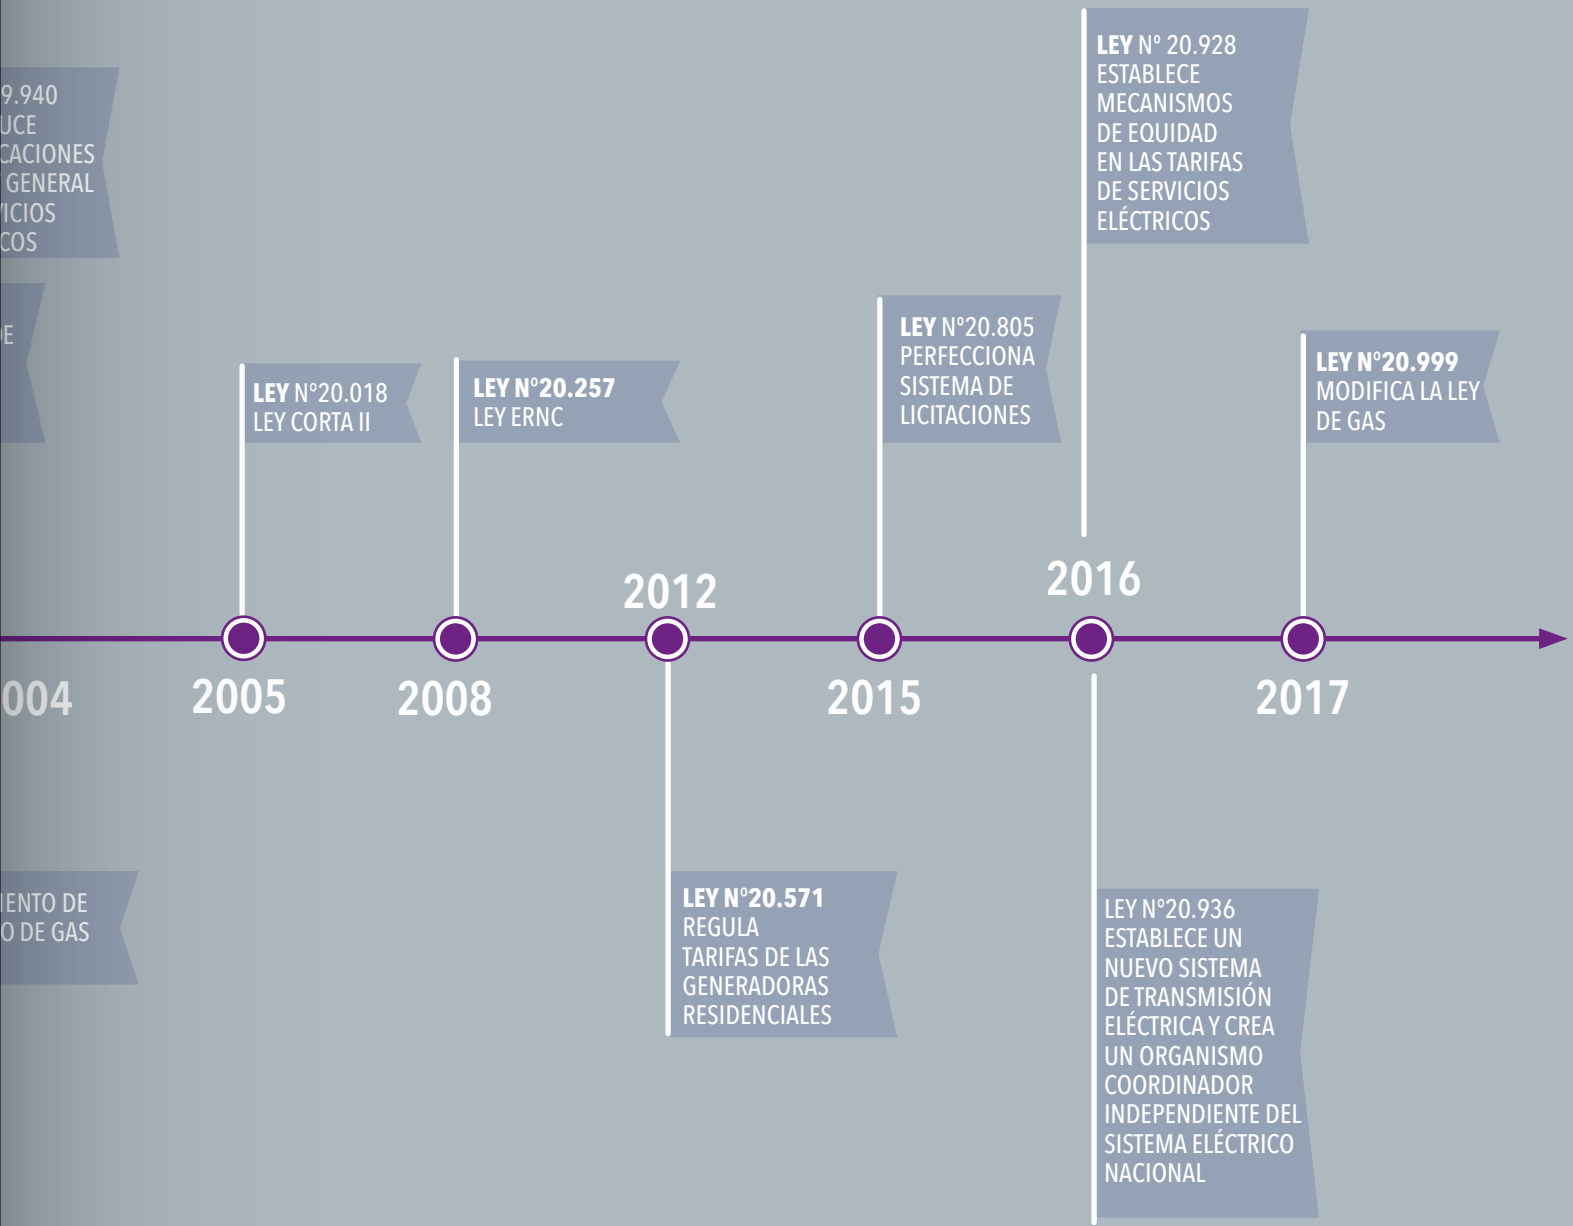 9.940
UCE
CACIONES
GENERAL
VICIOS
COS
DE
LEY N°20.018
LEY CORTA II
LEY N°20.257
LEY ERNC
LEY N°20.805
PERFECCIONA
SISTEMA DE
LICITACIONES
LEY N° 20.928
ESTABLECE
MECANISMOS
DE EQUIDAD
EN LAS TARIFAS
DE SERVICIOS
ELÉCTRICOS
LEY N°20.999
MODIFICA LA LEY
DE GAS
2012
2016
004
2005
2008
2015
2017
IENTO DE
O DE GAS
LEY N°20.571
REGULA
TARIFAS DE LAS
GENERADORAS
RESIDENCIALES
LEY N°20.936
ESTABLECE UN
NUEVO SISTEMA
DE TRANSMISIÓN
ELÉCTRICA Y CREA
UN ORGANISMO
COORDINADOR
INDEPENDIENTE DEL
SISTEMA ELÉCTRICO
NACIONAL